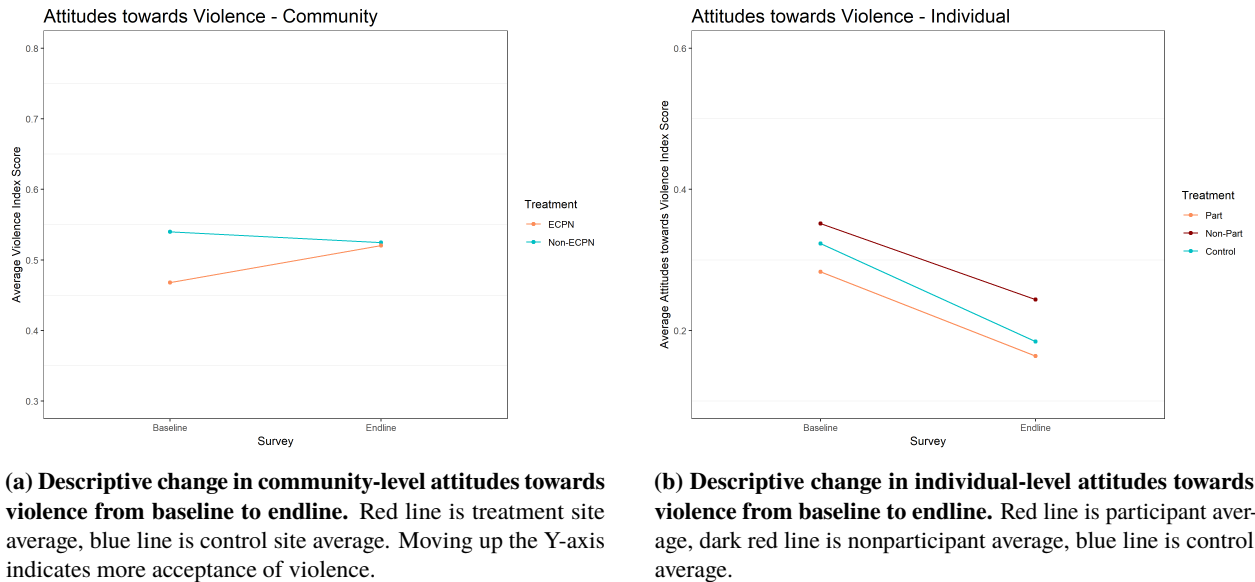 Attitudes towards Violence - Community
0.8
0.7
0.6
0.5
0.4
0.3
Average Violence Index Score
Baseline
Endline
Survey
Treatment
ECPN
Non-ECPN
(a) Descriptive change in community-level attitudes towards
violence from baseline to endline. Red line is treatment site
average, blue line is control site average. Moving up the Y-axis
indicates more acceptance of violence.
Attitudes towards Violence - Individual
0.6
0.4
0.2
Average Attitudes towards Violence Index Score
Baseline
Endline
Survey
Treatment
Part
Non-Part
Control
(b) Descriptive change in individual-level attitudes towards
violence from baseline to endline. Red line is participant aver-
age, dark red line is nonparticipant average, blue line is control
average.